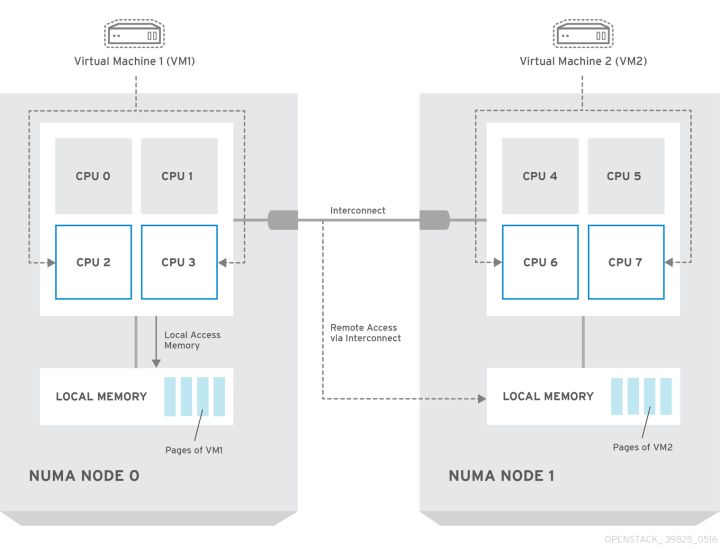 Virtual Machine 1 (VM1)
Virtual Machine 2 (VM2)
CPU 0
CPU 1
CPU 2
CPU 3
Interconnect
CPU 4
CPU 5
CPU 6
CPU 7
Local Access
Memory
Remote Access
via Interconnect
LOCAL MEMORY
Pages of VM1
LOCAL MEMORY
Pages of VM2
NUMA NODE 0
NUMA NODE 1
OPENSTACK_39825_0516